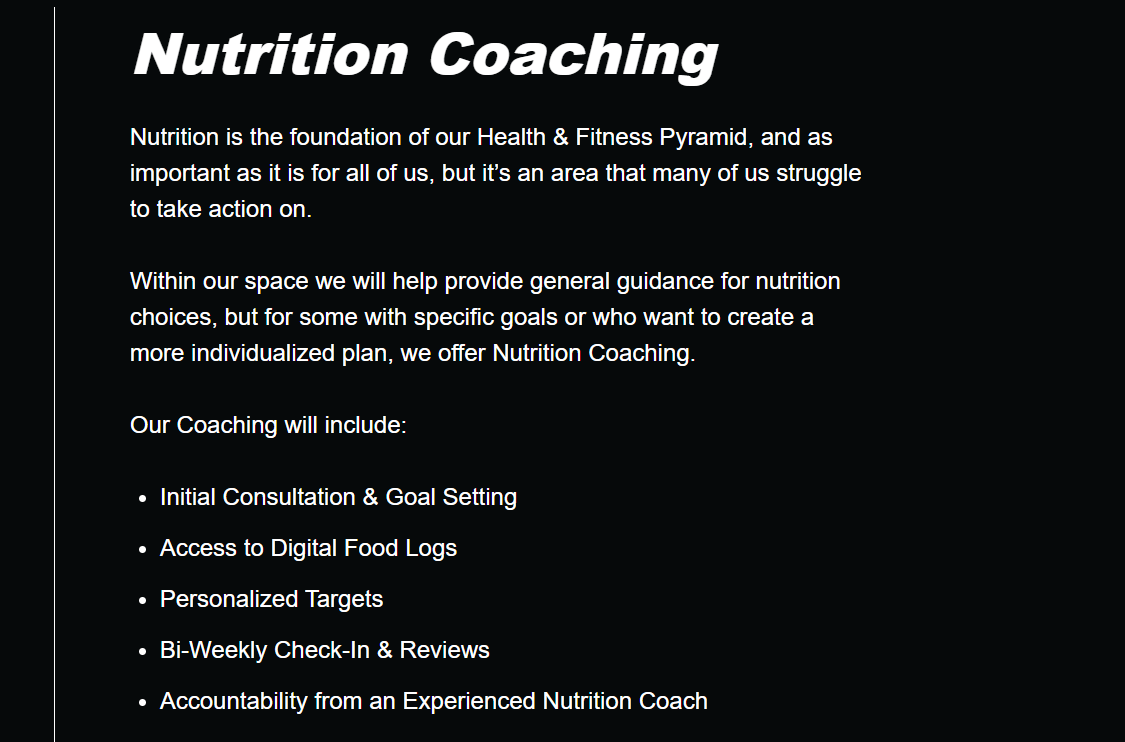 Nutrition Coaching
Nutrition is the foundation of our Health & Fitness Pyramid, and as
important as it is for all of us, but it’s an area that many of us struggle
to take action on.
Within our space we will help provide general guidance for nutrition
choices, but for some with specific goals or who want to create a
more individualized plan, we offer Nutrition Coaching.
Our Coaching will include:
• Initial Consultation & Goal Setting
• Access to Digital Food Logs
• Personalized Targets
• Bi-Weekly Check-In & Reviews
• Accountability from an Experienced Nutrition Coach